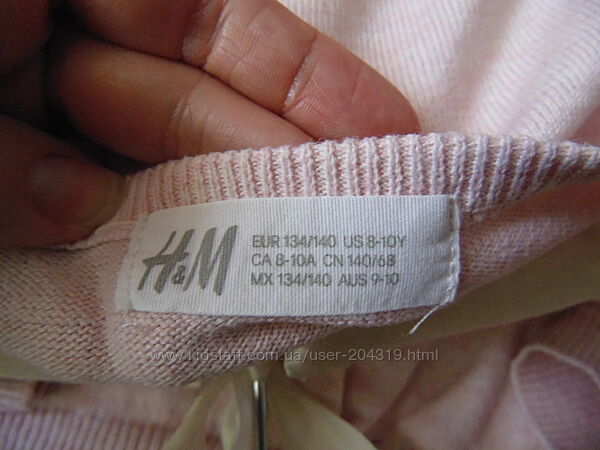 H&M
EUR 134/140 US 8-10Y
CA 8-10A CN 140/68
MX 134/140 AUS 9-10
www.kidstaff.com.ua/user-204319.html